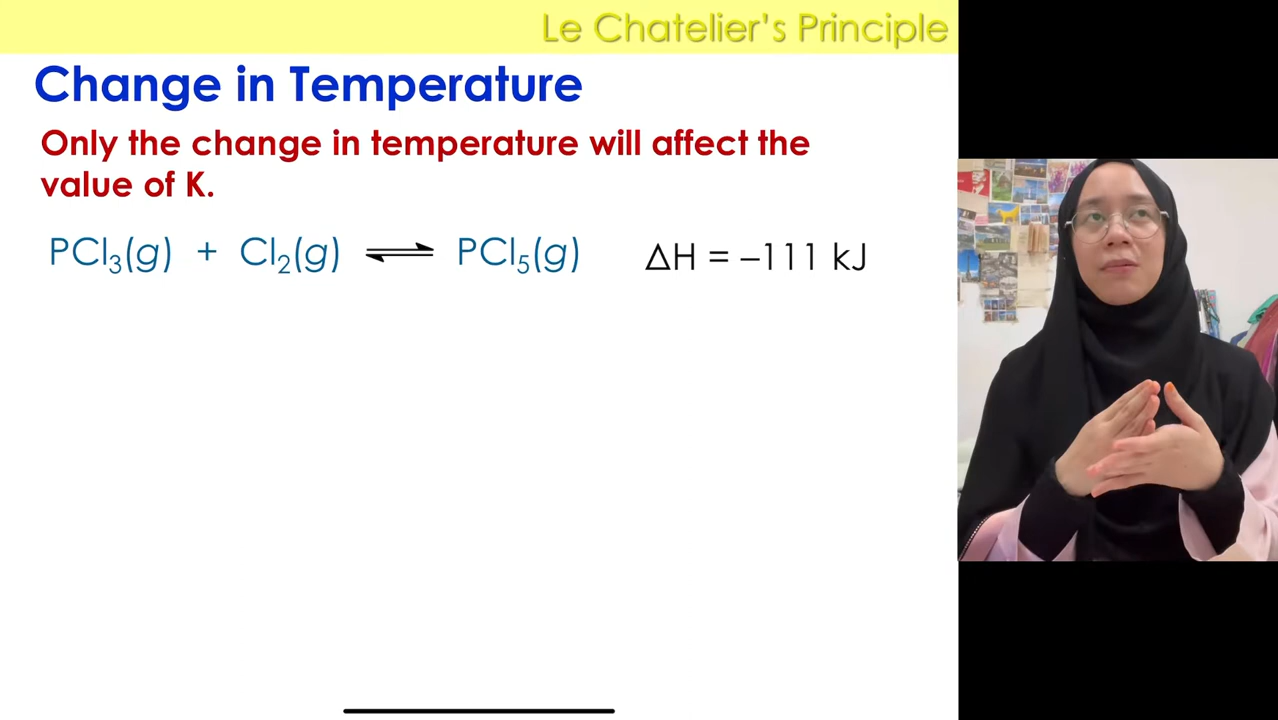 Le Chatelier’s Principle
Change in Temperature
Only the change in temperature will affect the
value of K.
PCl₃(g) + Cl₂(g) ⇌ PCl₅(g) ΔH = –111 kJ